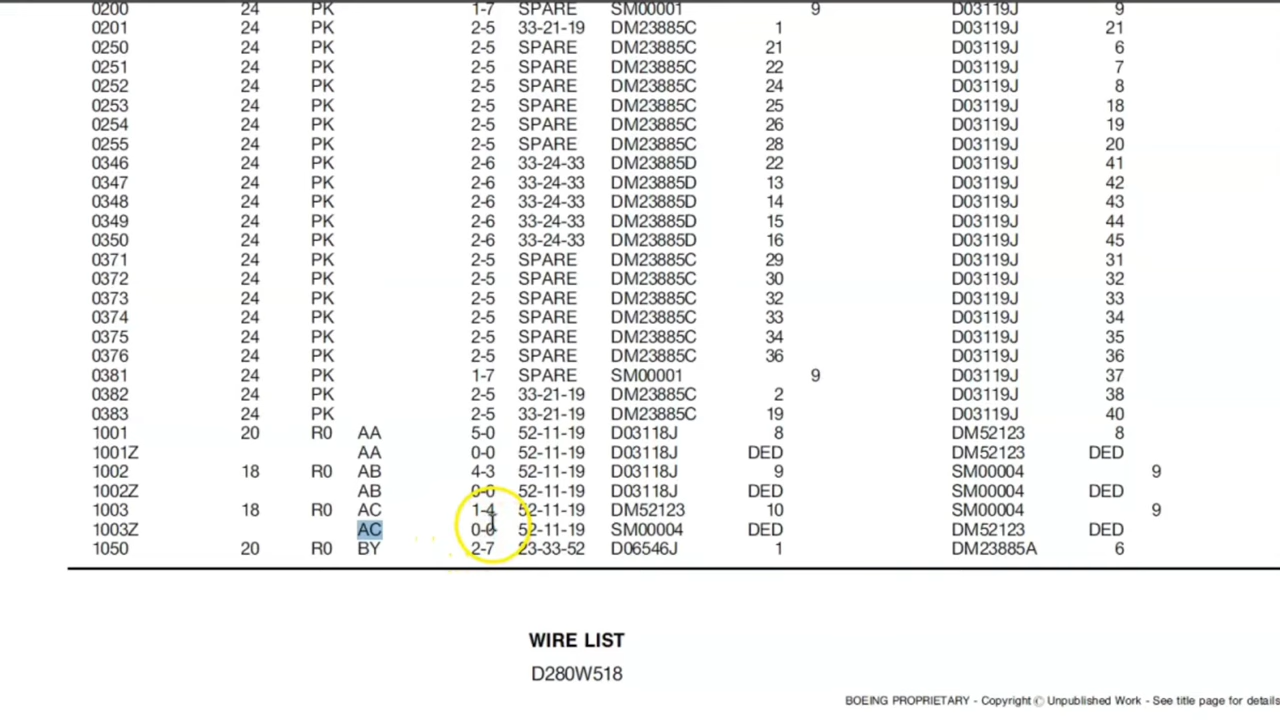 0200 24 PK 1-7 SPARE SM00001 9 D03119J 9
0201 24 PK 2-5 33-21-19 DM23885C 1 D03119J 21
0250 24 PK 2-5 SPARE DM23885C 21 D03119J 6
0251 24 PK 2-5 SPARE DM23885C 22 D03119J 7
0252 24 PK 2-5 SPARE DM23885C 24 D03119J 8
0253 24 PK 2-5 SPARE DM23885C 25 D03119J 18
0254 24 PK 2-5 SPARE DM23885C 26 D03119J 19
0255 24 PK 2-5 SPARE DM23885C 28 D03119J 20
0346 24 PK 2-6 33-24-33 DM23885D 22 D03119J 41
0347 24 PK 2-6 33-24-33 DM23885D 13 D03119J 42
0348 24 PK 2-6 33-24-33 DM23885D 14 D03119J 43
0349 24 PK 2-6 33-24-33 DM23885D 15 D03119J 44
0350 24 PK 2-6 33-24-33 DM23885D 16 D03119J 45
0371 24 PK 2-5 SPARE DM23885C 29 D03119J 31
0372 24 PK 2-5 SPARE DM23885C 30 D03119J 32
0373 24 PK 2-5 SPARE DM23885C 32 D03119J 33
0374 24 PK 2-5 SPARE DM23885C 33 D03119J 34
0375 24 PK 2-5 SPARE DM23885C 34 D03119J 35
0376 24 PK 2-5 SPARE DM23885C 36 D03119J 36
0381 24 PK 1-7 SPARE SM00001 9 D03119J 37
0382 24 PK 2-5 33-21-19 DM23885C 2 D03119J 38
0383 24 PK 2-5 33-21-19 DM23885C 19 D03119J 40
1001 20 R0 AA 5-0 52-11-19 D03118J 8 DM52123 8
1001Z AA 0-0 52-11-19 D03118J DED DM52123 DED
1002 18 R0 AB 4-3 52-11-19 D03118J 9 SM00004 9
1002Z AB 0-0 52-11-19 D03118J DED SM00004 DED
1003 18 R0 AC 1-4 52-11-19 DM52123 10 SM00004 9
1003Z AC 0-0 52-11-19 SM00004 DED DM52123 DED
1050 20 R0 BY 2-7 23-33-52 D06546J 1 DM23885A 6
WIRE LIST
D280W518
BOEING PROPRIETARY - Copyright © Unpublished Work - See title page for details